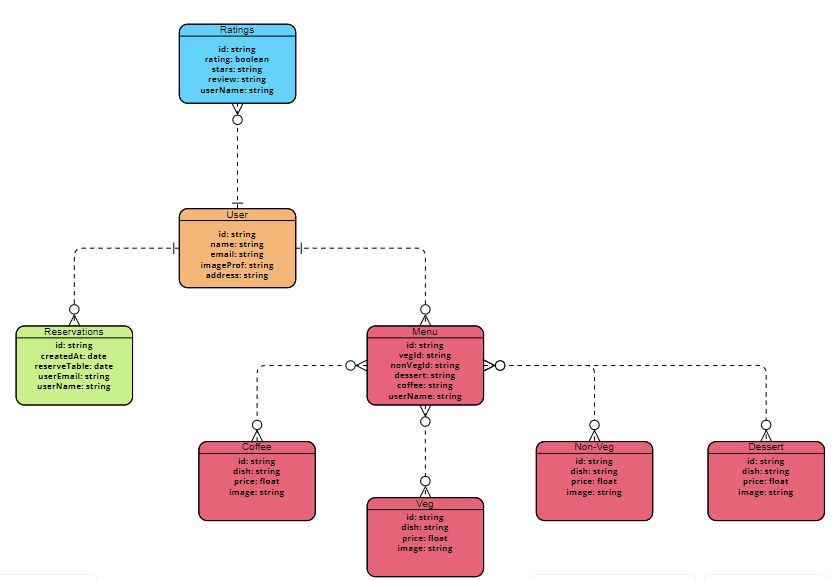 Ratings
id: string
rating: boolean
stars: string
review: string
userName: string
User
id: string
name: string
email: string
imageProf: string
address: string
Reservations
id: string
createdAt: date
reserveTable: date
userEmail: string
userName: string
Menu
id: string
vegId: string
nonVegId: string
dessert: string
coffee: string
userName: string
Coffee
id: string
dish: string
price: float
image: string
Veg
id: string
dish: string
price: float
image: string
Non-Veg
id: string
dish: string
price: float
image: string
Dessert
id: string
dish: string
price: float
image: string